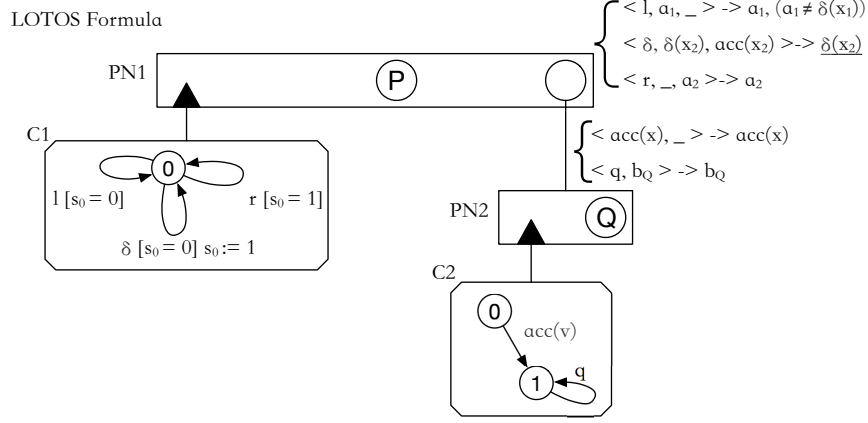 LOTOS Formula
< l, a₁, _ > -> a₁, (a₁ ≠ δ(x₁))
< δ, δ(x₂), acc(x₂) >-> δ(x₂)
< r, _, a₂ >-> a₂
PN1
P
C1
0
l [s₀ = 0]
r [s₀ = 1]
δ [s₀ = 0] s₀ := 1
< acc(x), _ > -> acc(x)
< q, b_Q > -> b_Q
PN2
Q
C2
0
acc(v)
1
q